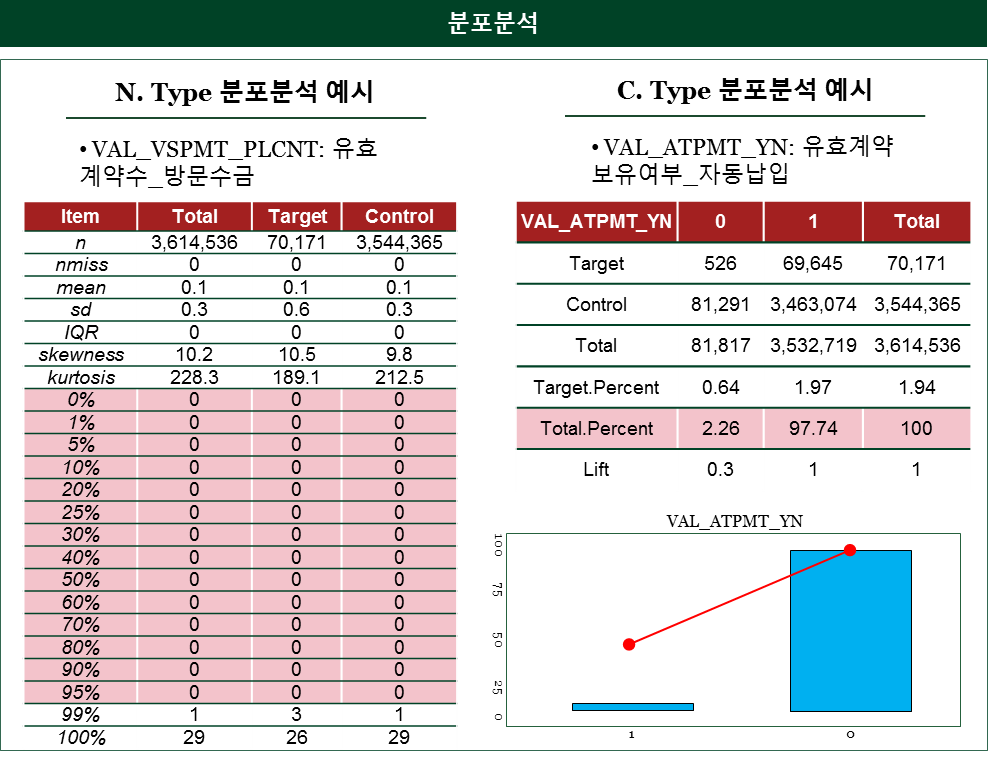 분포분석
N. Type 분포분석 예시
• VAL_VSPMT_PLCNT: 유효
계약수_방문수금
Item Total Target Control
n 3,614,536 70,171 3,544,365
nmiss 0 0 0
mean 0.1 0.1 0.1
sd 0.3 0.6 0.3
IQR 0 0 0
skewness 10.2 10.5 9.8
kurtosis 228.3 189.1 212.5
0% 0 0 0
1% 0 0 0
5% 0 0 0
10% 0 0 0
20% 0 0 0
25% 0 0 0
30% 0 0 0
40% 0 0 0
50% 0 0 0
60% 0 0 0
70% 0 0 0
80% 0 0 0
90% 0 0 0
95% 0 0 0
99% 1 3 1
100% 29 26 29
C. Type 분포분석 예시
• VAL_ATPMT_YN: 유효계약
보유여부_자동납입
VAL_ATPMT_YN 0 1 Total
Target 526 69,645 70,171
Control 81,291 3,463,074 3,544,365
Total 81,817 3,532,719 3,614,536
Target.Percent 0.64 1.97 1.94
Total.Percent 2.26 97.74 100
Lift 0.3 1 1
VAL_ATPMT_YN
100
75
50
25
0
1 0